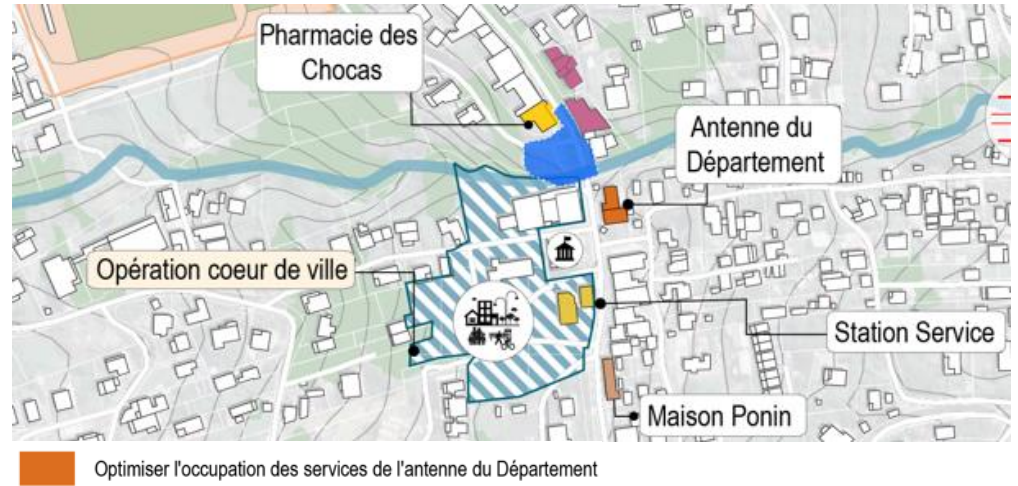 Pharmacie des
Chocas
Antenne du
Département
Opération coeur de ville
Station Service
Maison Ponin
Optimiser l'occupation des services de l'antenne du Département